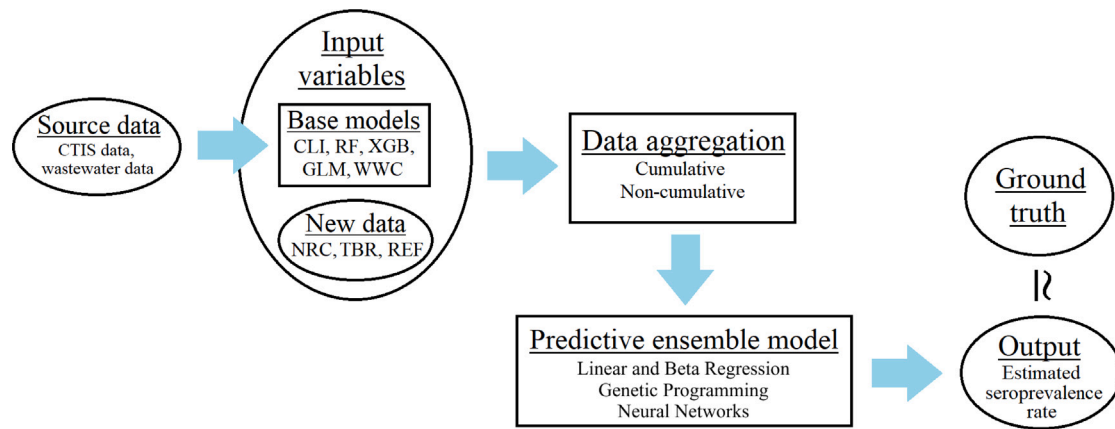 Source data
CTIS data,
wastewater data
Input
variables
Base models
CLI, RF, XGB,
GLM, WWC
New data
NRC, TBR, REF
Data aggregation
Cumulative
Non-cumulative
Predictive ensemble model
Linear and Beta Regression
Genetic Programming
Neural Networks
Ground
truth
≃
Output
Estimated
seroprevalence
rate